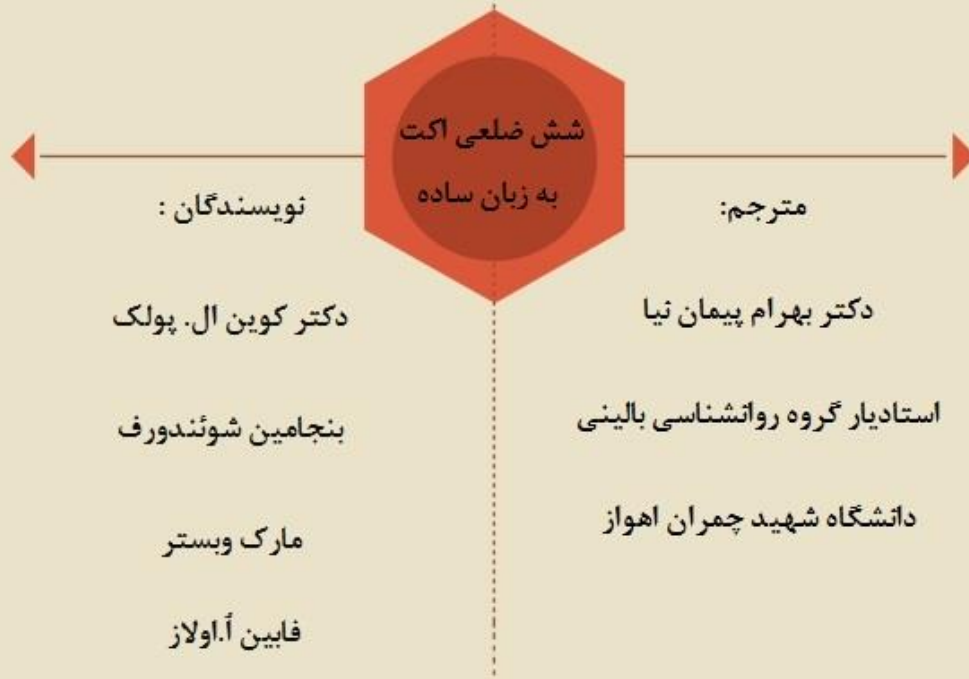 شش ضلعی اکت
به زبان ساده
مترجم:
دکتر بهرام پیمان نیا
استادیار گروه روانشناسی بالینی
دانشگاه شهید چمران اهواز
نویسندگان :
دکتر کوین ال. پولک
بنجامین شوئندورف
مارک وبستر
فابین آ.اولاز